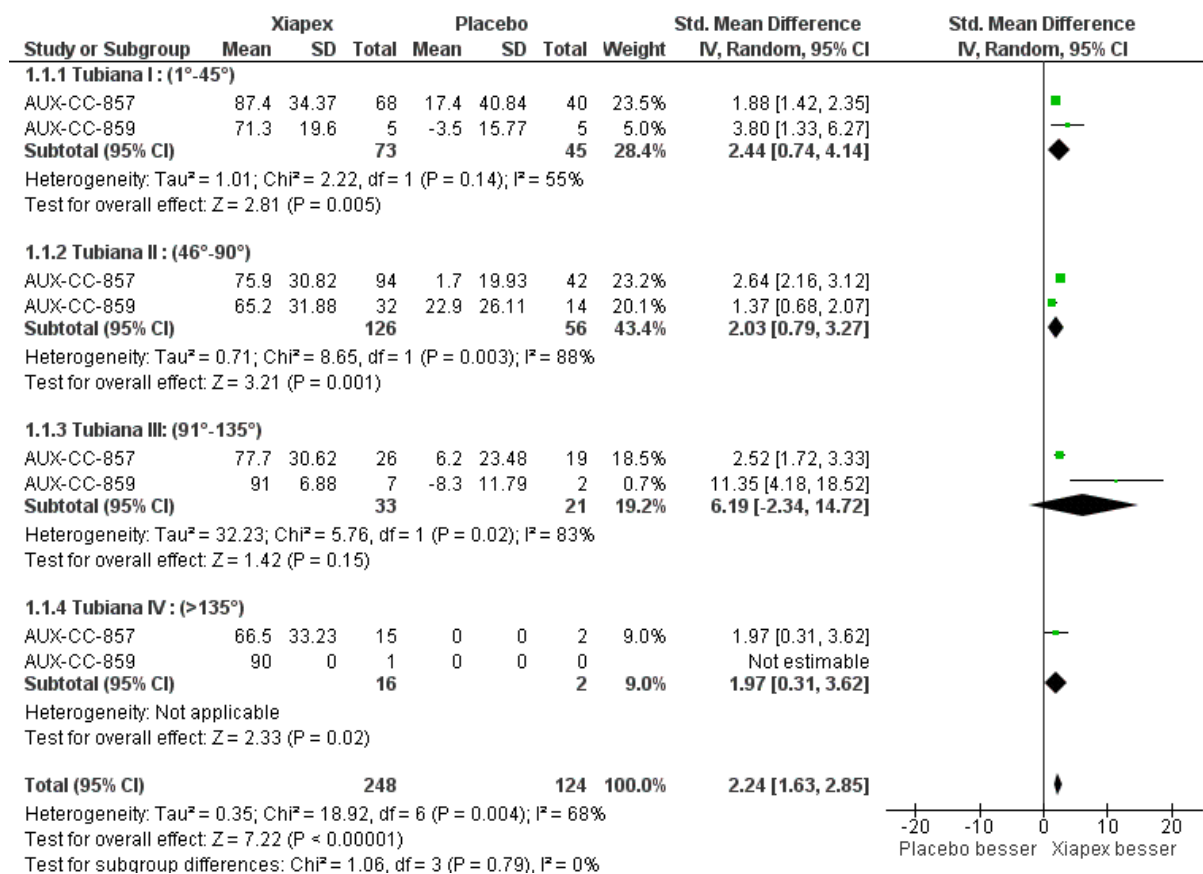 Xiapex Placebo Std. Mean Difference Std. Mean Difference
Study or Subgroup Mean SD Total Mean SD Total Weight IV, Random, 95% CI IV, Random, 95% CI
1.1.1 Tubiana I : (1°-45°)
AUX-CC-857 87.4 34.37 68 17.4 40.84 40 23.5% 1.88 [1.42, 2.35]
AUX-CC-859 71.3 19.6 5 -3.5 15.77 5 5.0% 3.80 [1.33, 6.27]
Subtotal (95% CI) 73 45 28.4% 2.44 [0.74, 4.14]
Heterogeneity: Tau² = 1.01; Chi² = 2.22, df = 1 (P = 0.14); I² = 55%
Test for overall effect: Z = 2.81 (P = 0.005)
1.1.2 Tubiana II : (46°-90°)
AUX-CC-857 75.9 30.82 94 1.7 19.93 42 23.2% 2.64 [2.16, 3.12]
AUX-CC-859 65.2 31.88 32 22.9 26.11 14 20.1% 1.37 [0.68, 2.07]
Subtotal (95% CI) 126 56 43.4% 2.03 [0.79, 3.27]
Heterogeneity: Tau² = 0.71; Chi² = 8.65, df = 1 (P = 0.003); I² = 88%
Test for overall effect: Z = 3.21 (P = 0.001)
1.1.3 Tubiana III: (91°-135°)
AUX-CC-857 77.7 30.62 26 6.2 23.48 19 18.5% 2.52 [1.72, 3.33]
AUX-CC-859 91 6.88 7 -8.3 11.79 2 0.7% 11.35 [4.18, 18.52]
Subtotal (95% CI) 33 21 19.2% 6.19 [-2.34, 14.72]
Heterogeneity: Tau² = 32.23; Chi² = 5.76, df = 1 (P = 0.02); I² = 83%
Test for overall effect: Z = 1.42 (P = 0.15)
1.1.4 Tubiana IV : (>135°)
AUX-CC-857 66.5 33.23 15 0 0 2 9.0% 1.97 [0.31, 3.62]
AUX-CC-859 90 0 1 0 0 0 Not estimable
Subtotal (95% CI) 16 2 9.0% 1.97 [0.31, 3.62]
Heterogeneity: Not applicable
Test for overall effect: Z = 2.33 (P = 0.02)
Total (95% CI) 248 124 100.0% 2.24 [1.63, 2.85]
Heterogeneity: Tau² = 0.35; Chi² = 18.92, df = 6 (P = 0.004); I² = 68%
Test for overall effect: Z = 7.22 (P < 0.00001)
Test for subgroup differences: Chi² = 1.06, df = 3 (P = 0.79), I² = 0%
-20 -10 0 10 20
Placebo besser Xiapex besser